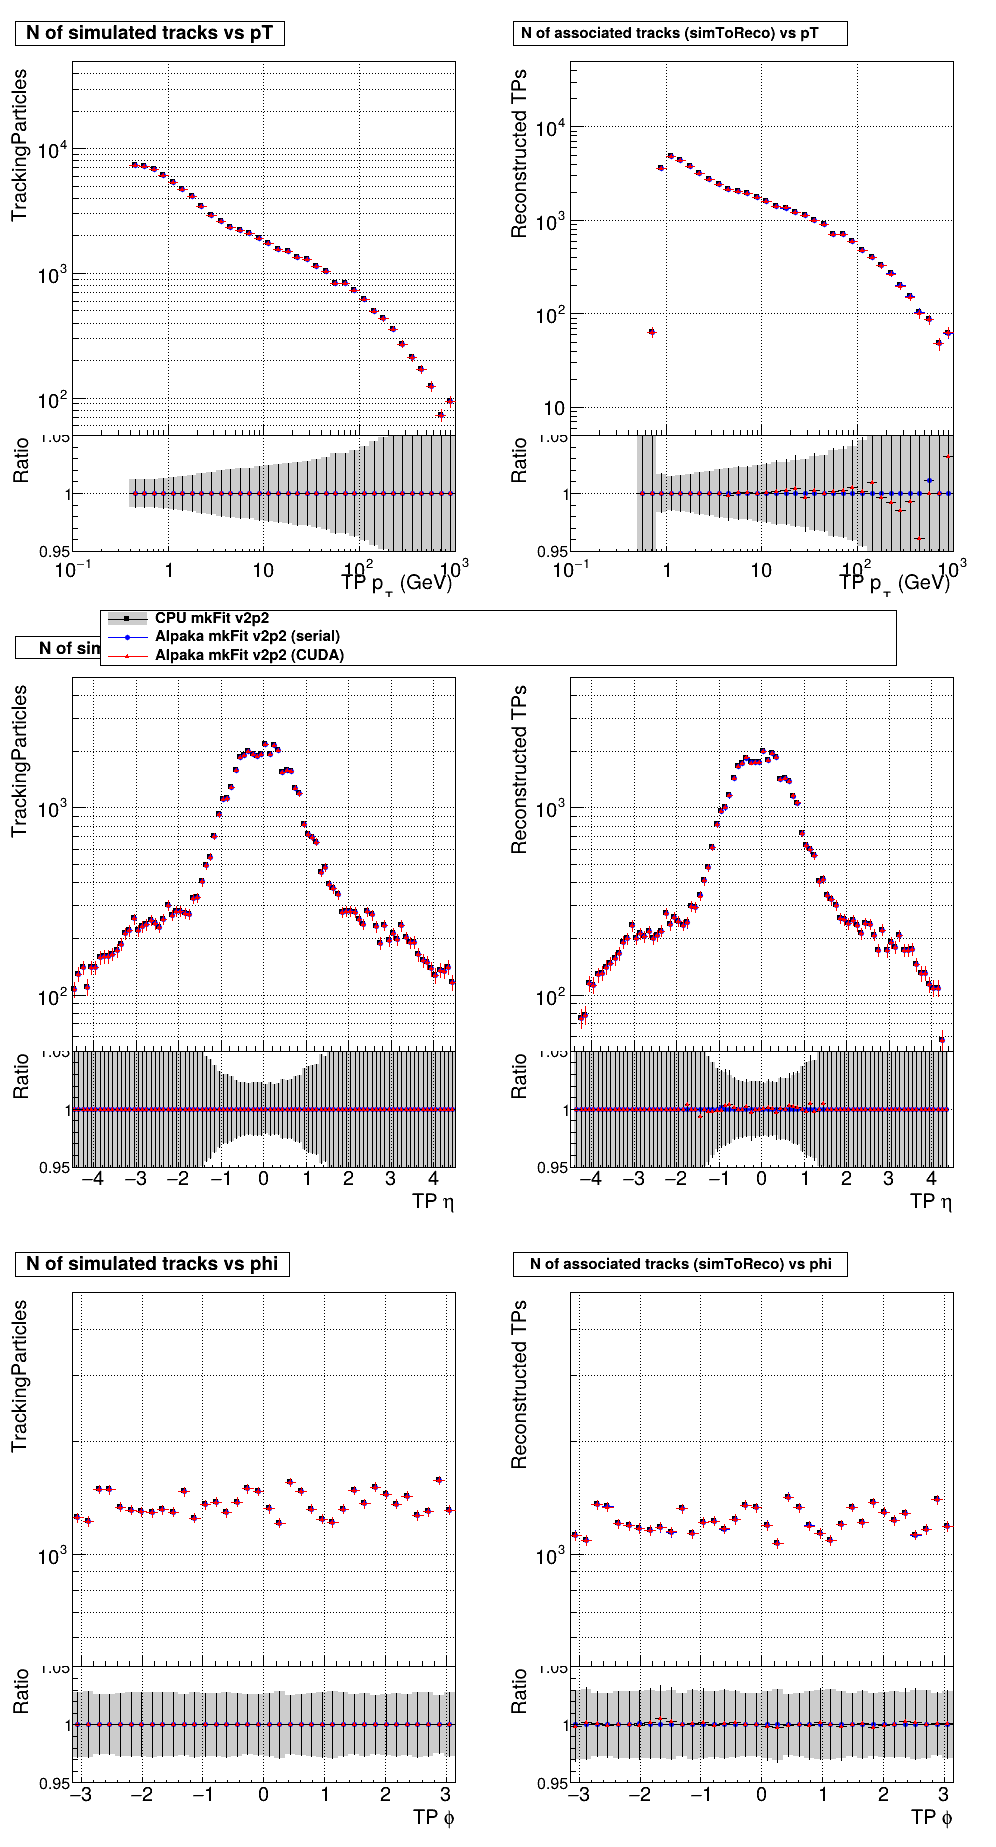 N of simulated tracks vs pT
N of associated tracks (simToReco) vs pT
TrackingParticles
10^4
10^3
10^2
Ratio
1.05
1
0.95
10^−1 1 10 10^2 10^3
TP p_T (GeV)
Reconstructed TPs
10^4
10^3
10^2
10
Ratio
1.05
1
0.95
10^−1 1 10 10^2 10^3
TP p_T (GeV)
CPU mkFit v2p2
Alpaka mkFit v2p2 (serial)
Alpaka mkFit v2p2 (CUDA)
N of sim
TrackingParticles
10^3
10^2
Ratio
1.05
1
0.95
−4 −3 −2 −1 0 1 2 3 4
TP η
Reconstructed TPs
10^3
10^2
Ratio
1.05
1
0.95
−4 −3 −2 −1 0 1 2 3 4
TP η
N of simulated tracks vs phi
N of associated tracks (simToReco) vs phi
TrackingParticles
10^3
Ratio
1.05
1
0.95
−3 −2 −1 0 1 2 3
TP ϕ
Reconstructed TPs
10^3
Ratio
1.05
1
0.95
−3 −2 −1 0 1 2 3
TP ϕ